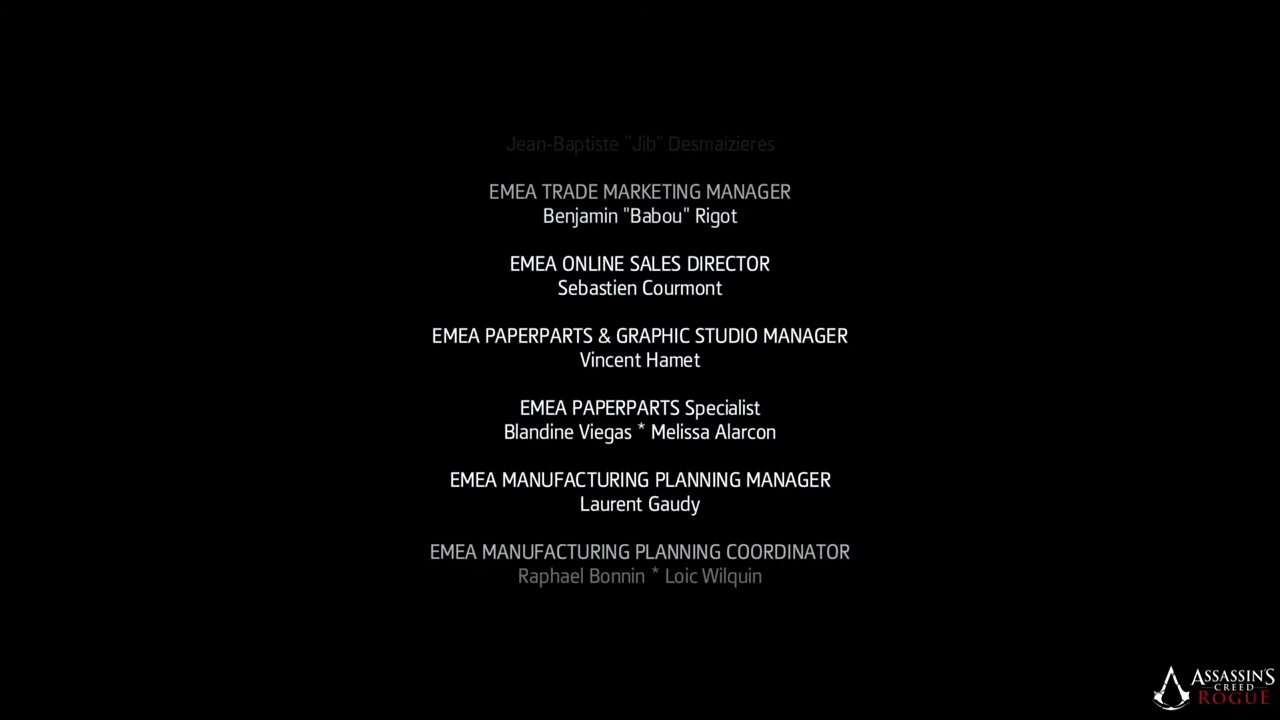 Jean-Baptiste "Jib" Desmaizieres
EMEA TRADE MARKETING MANAGER
Benjamin "Babou" Rigot
EMEA ONLINE SALES DIRECTOR
Sebastien Courmont
EMEA PAPERPARTS & GRAPHIC STUDIO MANAGER
Vincent Hamet
EMEA PAPERPARTS Specialist
Blandine Viegas * Melissa Alarcon
EMEA MANUFACTURING PLANNING MANAGER
Laurent Gaudy
EMEA MANUFACTURING PLANNING COORDINATOR
Raphael Bonnin * Loic Wilquin
ASSASSIN'S
CREED
ROGUE